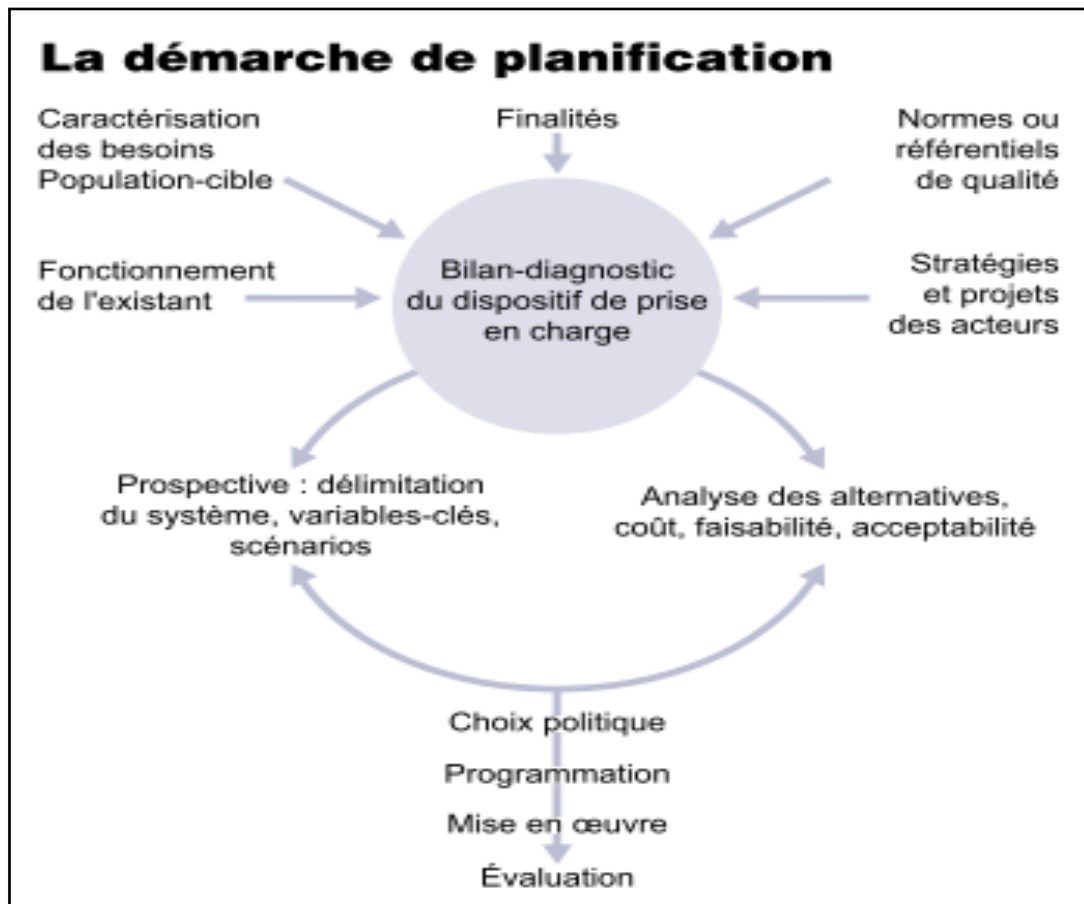 La démarche de planification
Caractérisation
des besoins
Population-cible
Finalités
Normes ou
référentiels
de qualité
Fonctionnement
de l'existant
Bilan-diagnostic
du dispositif de prise
en charge
Stratégies
et projets
des acteurs
Prospective : délimitation
du système, variables-clés,
scénarios
Analyse des alternatives,
coût, faisabilité, acceptabilité
Choix politique
Programmation
Mise en œuvre
Évaluation